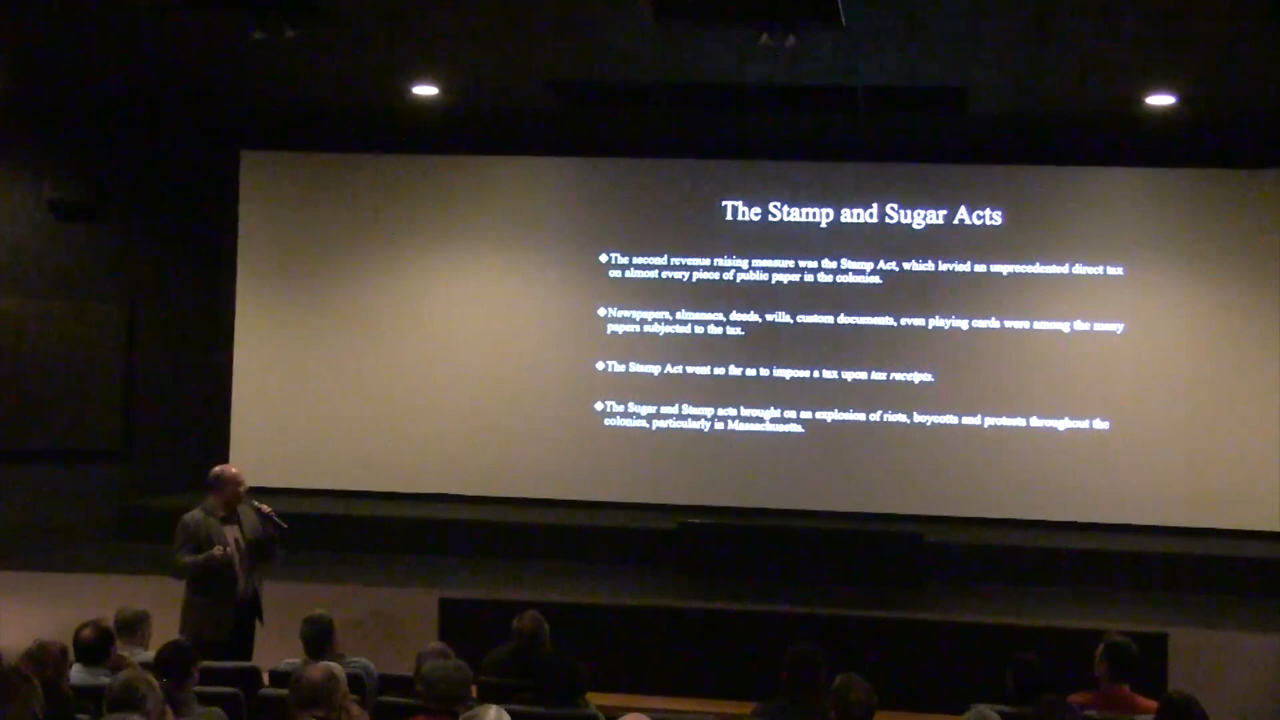 The Stamp and Sugar Acts
❖The second revenue raising measure was the Stamp Act, which levied an unprecedented direct tax
on almost every piece of public paper in the colonies.
❖Newspapers, almanacs, deeds, wills, custom documents, even playing cards were among the many
papers subjected to the tax.
❖The Stamp Act went so far as to impose a tax upon tax receipts.
❖The Sugar and Stamp acts brought on an explosion of riots, boycotts and protests throughout the
colonies, particularly in Massachusetts.